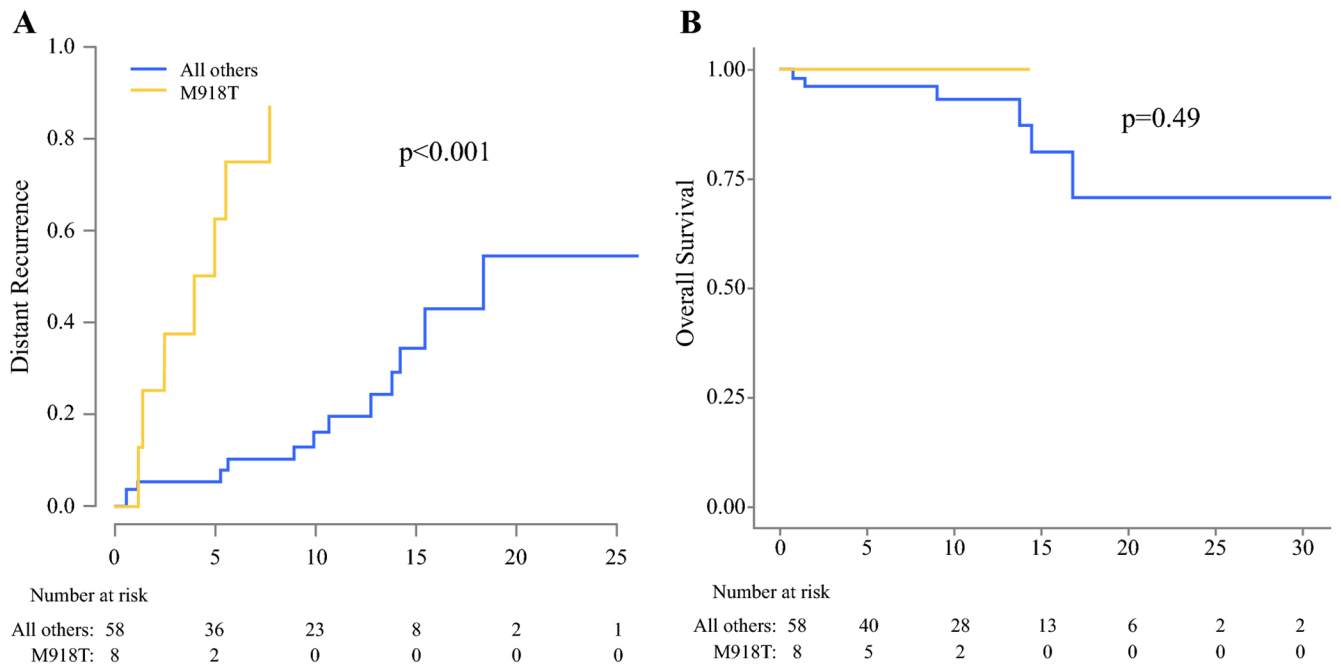 A
1.0
0.8
0.6
0.4
0.2
0.0
Distant Recurrence
All others
M918T
p<0.001
0 5 10 15 20 25
Number at risk
All others: 58 36 23 8 2 1
M918T: 8 2 0 0 0 0
B
1.00
0.75
0.50
0.25
0.00
Overall Survival
p=0.49
0 5 10 15 20 25 30
Number at risk
All others: 58 40 28 13 6 2 2
M918T: 8 5 2 0 0 0 0